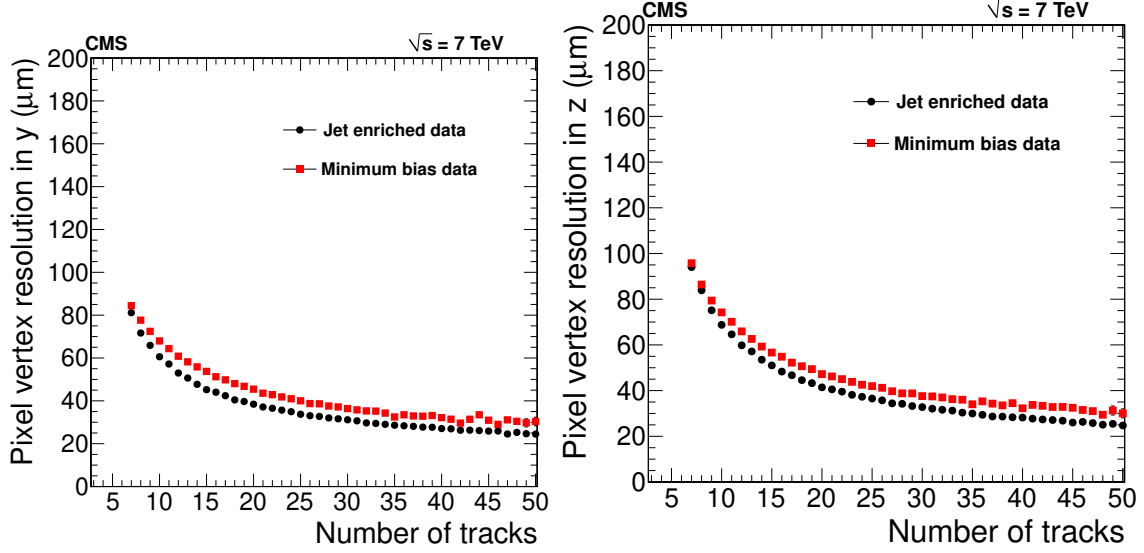 CMS
√s = 7 TeV
Pixel vertex resolution in y (μm)
200
180
160
140
120
100
80
60
40
20
0
Jet enriched data
Minimum bias data
5 10 15 20 25 30 35 40 45 50
Number of tracks
CMS
√s = 7 TeV
Pixel vertex resolution in z (μm)
200
180
160
140
120
100
80
60
40
20
0
Jet enriched data
Minimum bias data
5 10 15 20 25 30 35 40 45 50
Number of tracks